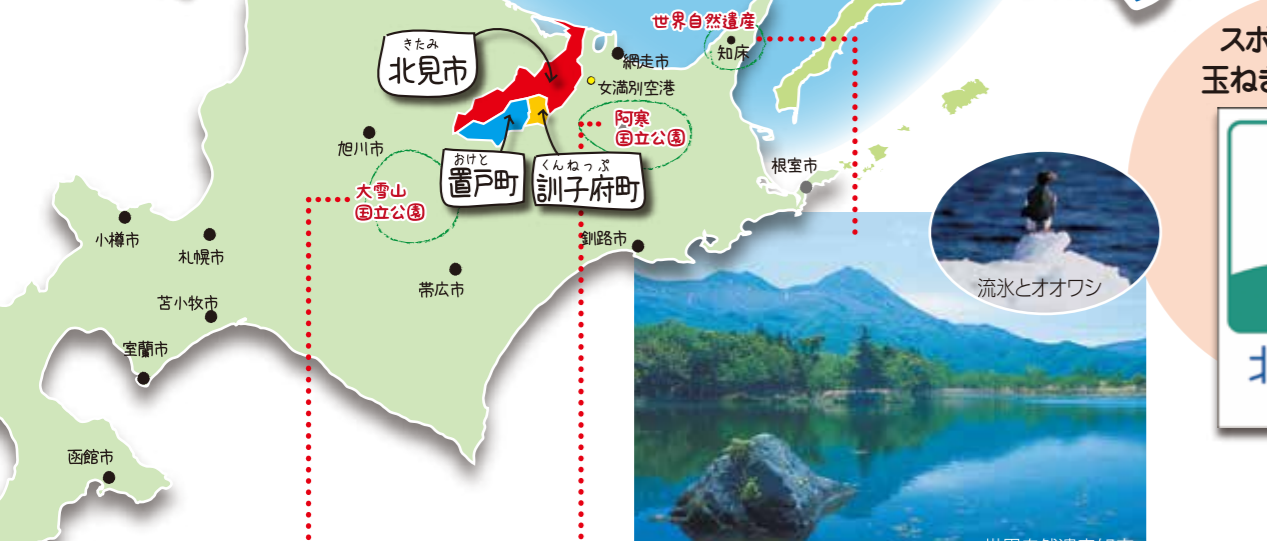 世界自然遺産
知床
きたみ
北見市
網走市
女満別空港
阿寒
国立公園
旭川市
おけと
置戸町
くんねっぷ
訓子府町
根室市
大雪山
国立公園
小樽市
札幌市
釧路市
帯広市
苫小牧市
室蘭市
函館市
流氷とオオワシ
スホ
玉ねき